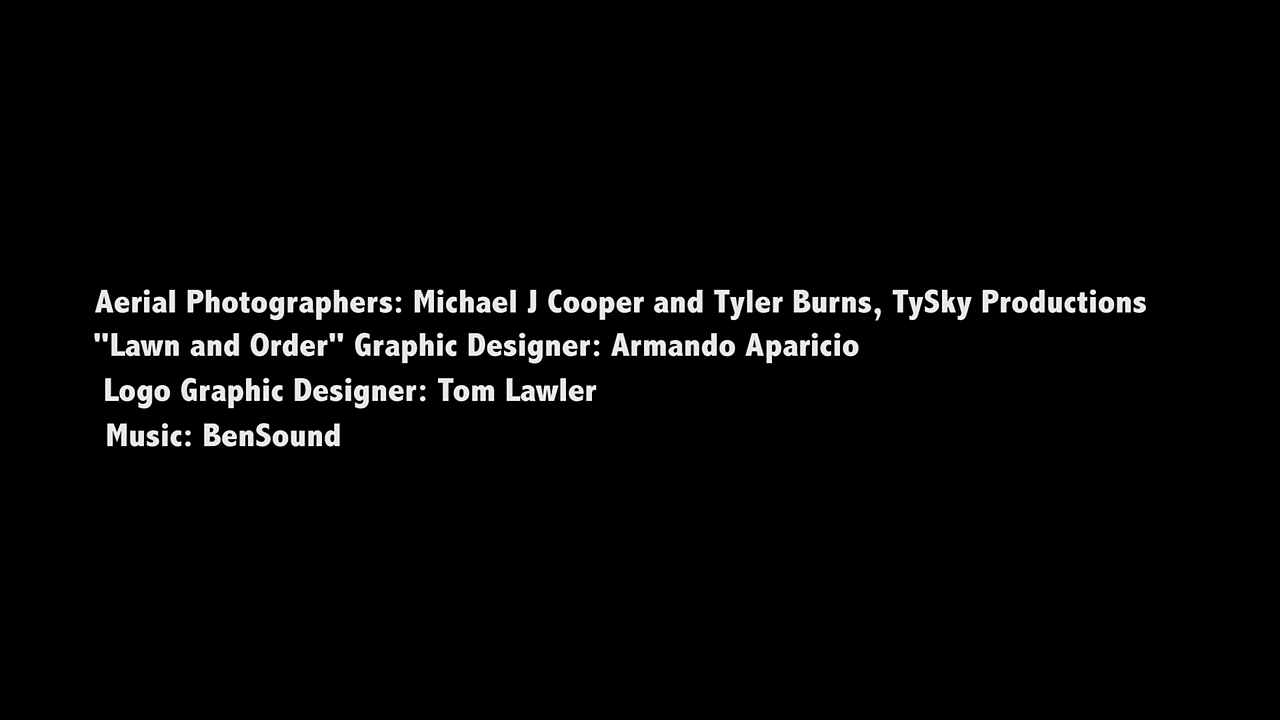 Aerial Photographers: Michael J Cooper and Tyler Burns, TySky Productions
"Lawn and Order" Graphic Designer: Armando Aparicio
Logo Graphic Designer: Tom Lawler
Music: BenSound